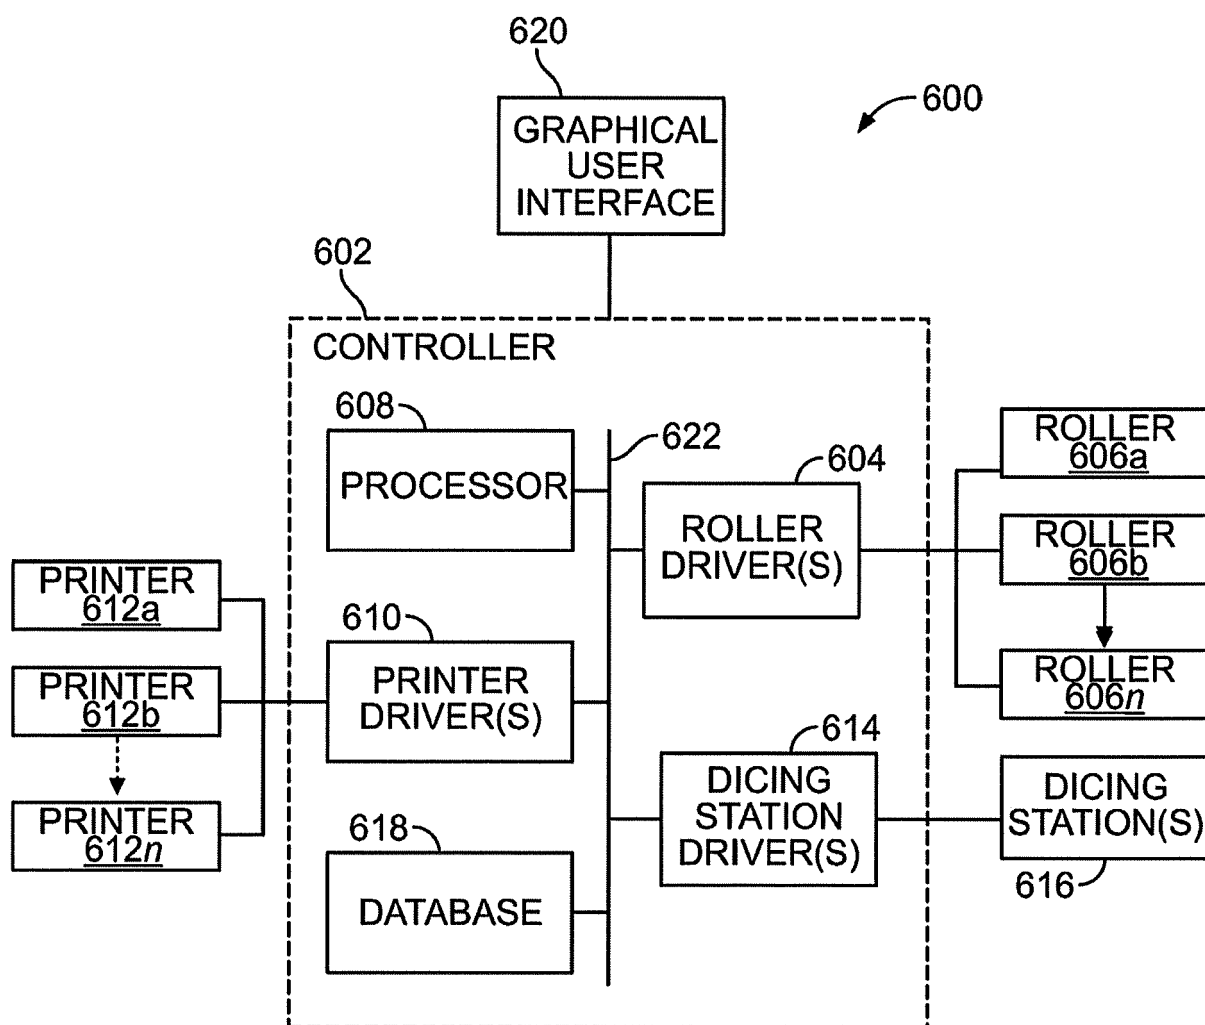 620
600
GRAPHICAL
USER
INTERFACE
602
CONTROLLER
608
PROCESSOR
622
604
ROLLER
DRIVER(S)
ROLLER
606a
ROLLER
606b
ROLLER
606n
PRINTER
612a
PRINTER
612b
PRINTER
612n
610
PRINTER
DRIVER(S)
614
DICING
STATION
DRIVER(S)
DICING
STATION(S)
616
618
DATABASE